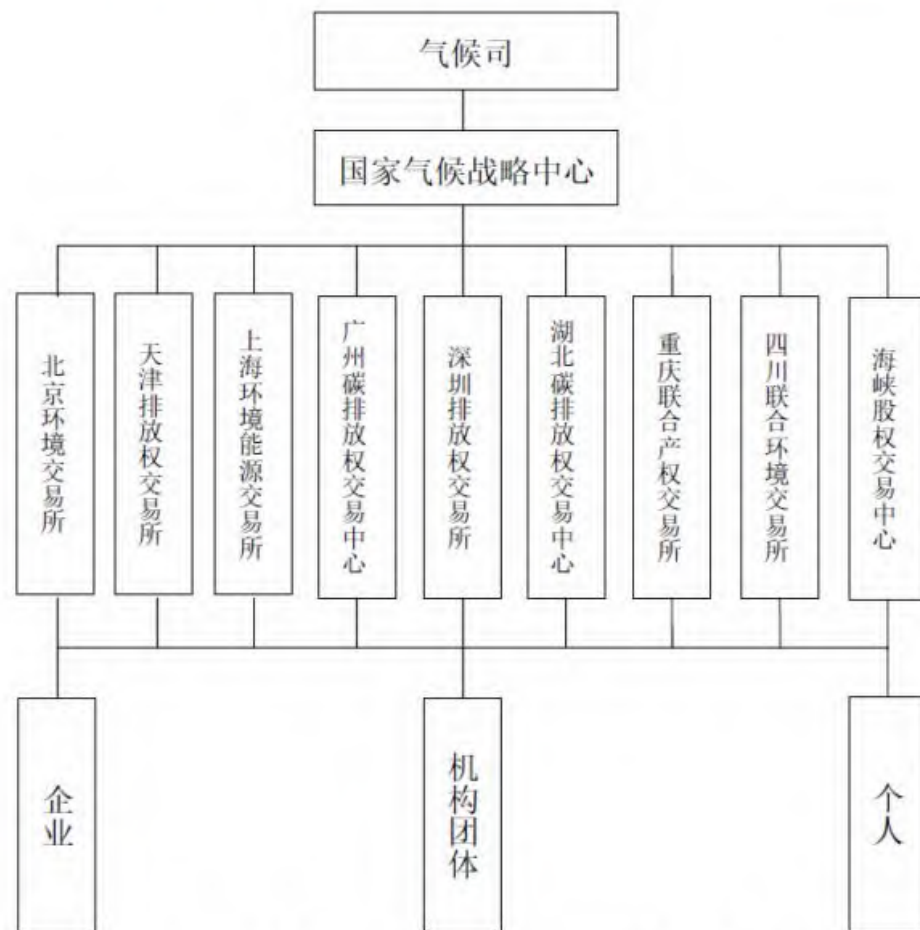 气候司
国家气候战略中心
北京环境交易所
天津排放权交易所
上海环境能源交易所
广州碳排放权交易中心
深圳排放权交易所
湖北碳排放权交易中心
重庆联合产权交易所
四川联合环境交易所
海峡股权交易中心
企业
机构团体
个人